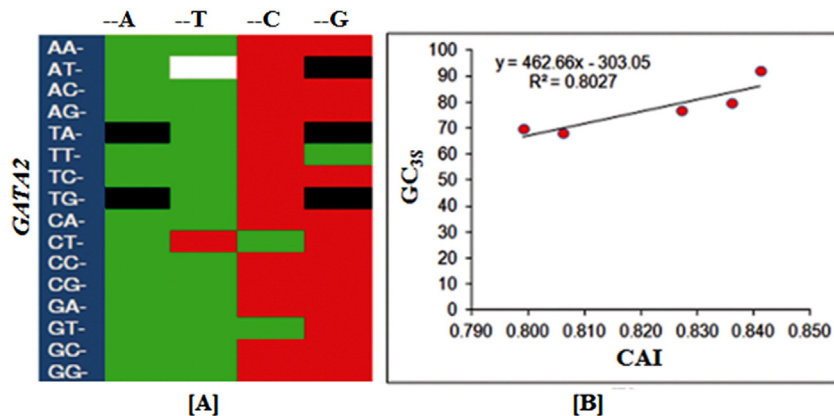 --A --T --C --G
AA-
AT-
AC-
AG-
TA-
TT-
TC-
TG-
CA-
CT-
CC-
CG-
GA-
GT-
GC-
GG-
GATA2
[A]
y = 462.66x - 303.05
R² = 0.8027
100
90
80
70
60
50
40
30
20
10
0
GC3S
0.790 0.800 0.810 0.820 0.830 0.840 0.850
CAI
[B]